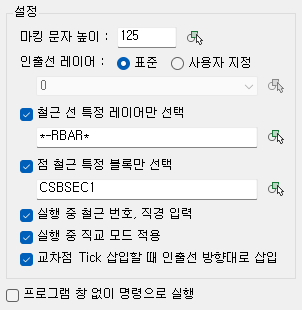 설정
마킹 문자 높이 : 125
인출선 레이어 : 표준 사용자 지정
0
철근 선 특정 레이어만 선택
*-RBAR*
점 철근 특정 블록만 선택
CSBSEC1
실행 중 철근 번호, 직경 입력
실행 중 직교 모드 적용
교차점 Tick 삽입할 때 인출선 방향대로 삽입
프로그램 창 없이 명령으로 실행